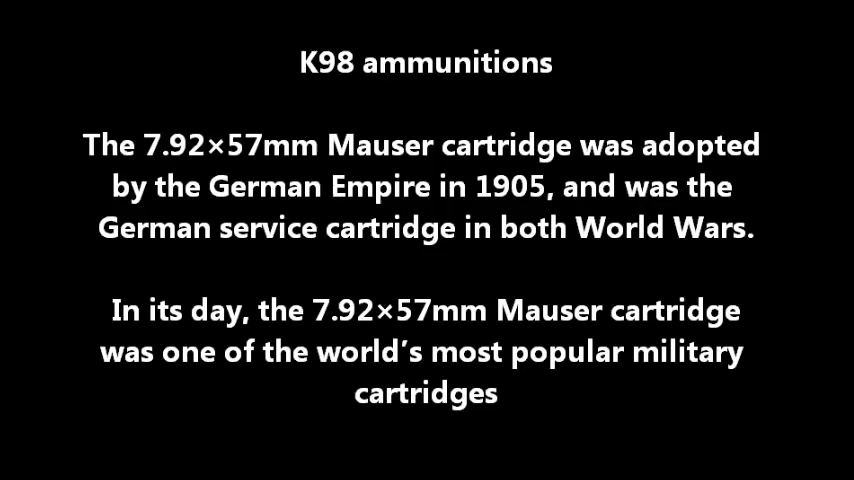 K98 ammunitions
The 7.92×57mm Mauser cartridge was adopted
by the German Empire in 1905, and was the
German service cartridge in both World Wars.
In its day, the 7.92×57mm Mauser cartridge
was one of the world’s most popular military
cartridges